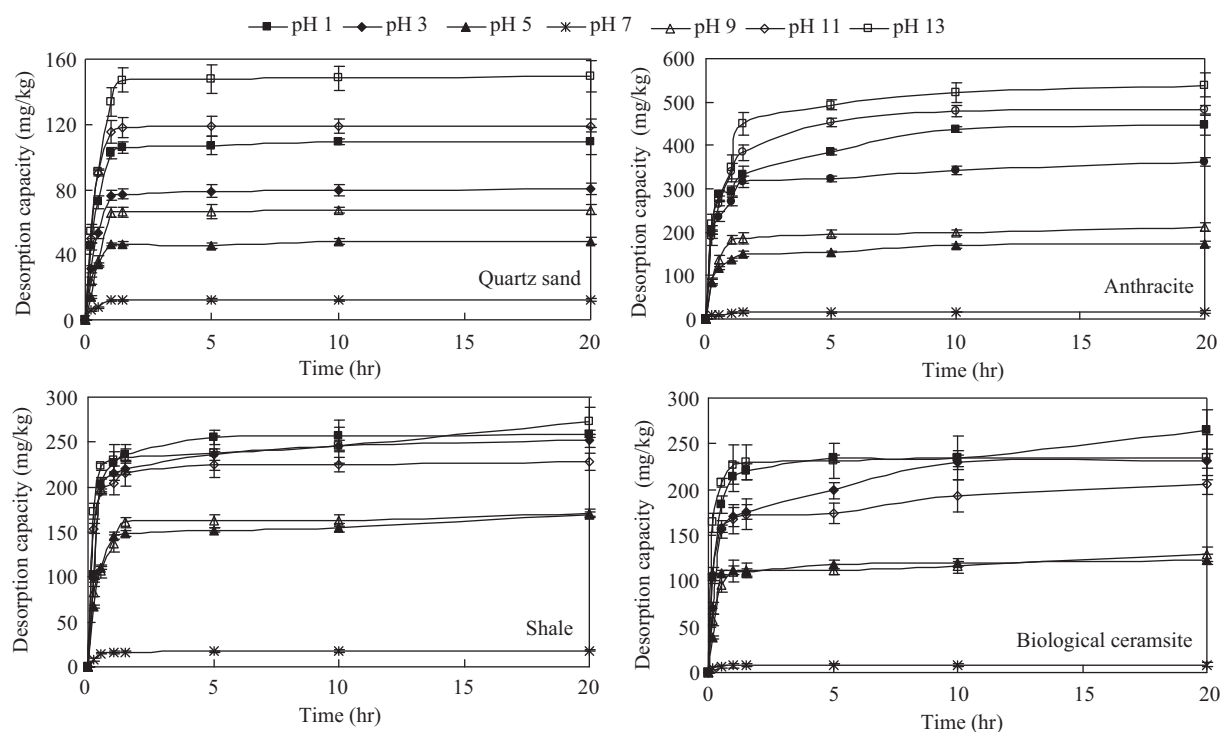 pH 1 pH 3 pH 5 pH 7 pH 9 pH 11 pH 13
Desorption capacity (mg/kg)
160
120
80
40
0
Quartz sand
0 5 10 15 20
Time (hr)
Desorption capacity (mg/kg)
600
500
400
300
200
100
0
Anthracite
0 5 10 15 20
Time (hr)
Desorption capacity (mg/kg)
300
250
200
150
100
50
0
Shale
0 5 10 15 20
Time (hr)
Desorption capacity (mg/kg)
300
250
200
150
100
50
0
Biological ceramsite
0 5 10 15 20
Time (hr)